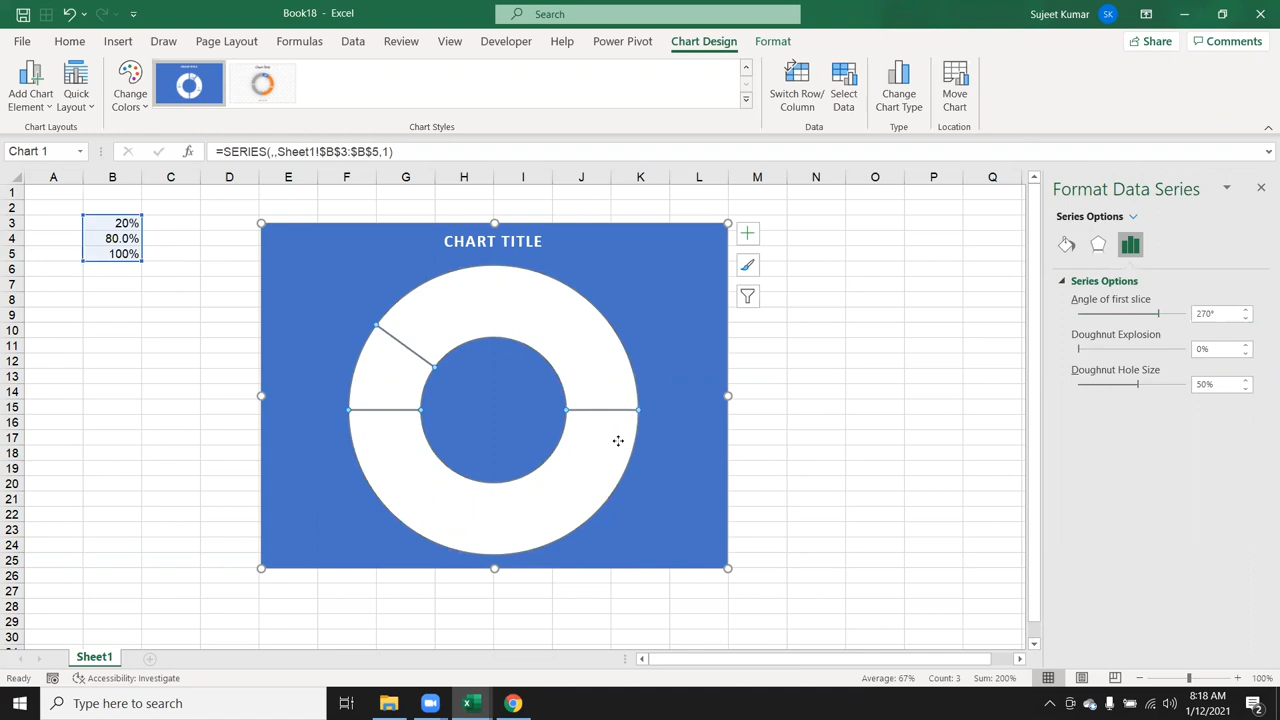 Book18 - Excel
Search
Sujeet Kumar
SK
File Home Insert Draw Page Layout Formulas Data Review View Developer Help Power Pivot Chart Design Format
Share
Comments
Add Chart Element
Quick Layout
Change Colors
Chart Title
Switch Row/ Column
Select Data
Change Chart Type
Move Chart
Chart Layouts
Chart Styles
Data
Type
Location
Chart 1
fx
=SERIES(,,Sheet1!$B$3:$B$5,1)
A B C D E F G H I J K L M N O P Q
1
2
3 20%
4 80.0%
5 100%
6
7
8
9
10
11
12
13
14
15
16
17
18
19
20
21
22
23
24
25
26
27
28
29
30
CHART TITLE
Format Data Series
Series Options
Series Options
Angle of first slice
270°
Doughnut Explosion
0%
Doughnut Hole Size
50%
Sheet1
Ready
Accessibility: Investigate
Average: 67% Count: 3 Sum: 200%
100%
Type here to search
8:18 AM
1/12/2021
2